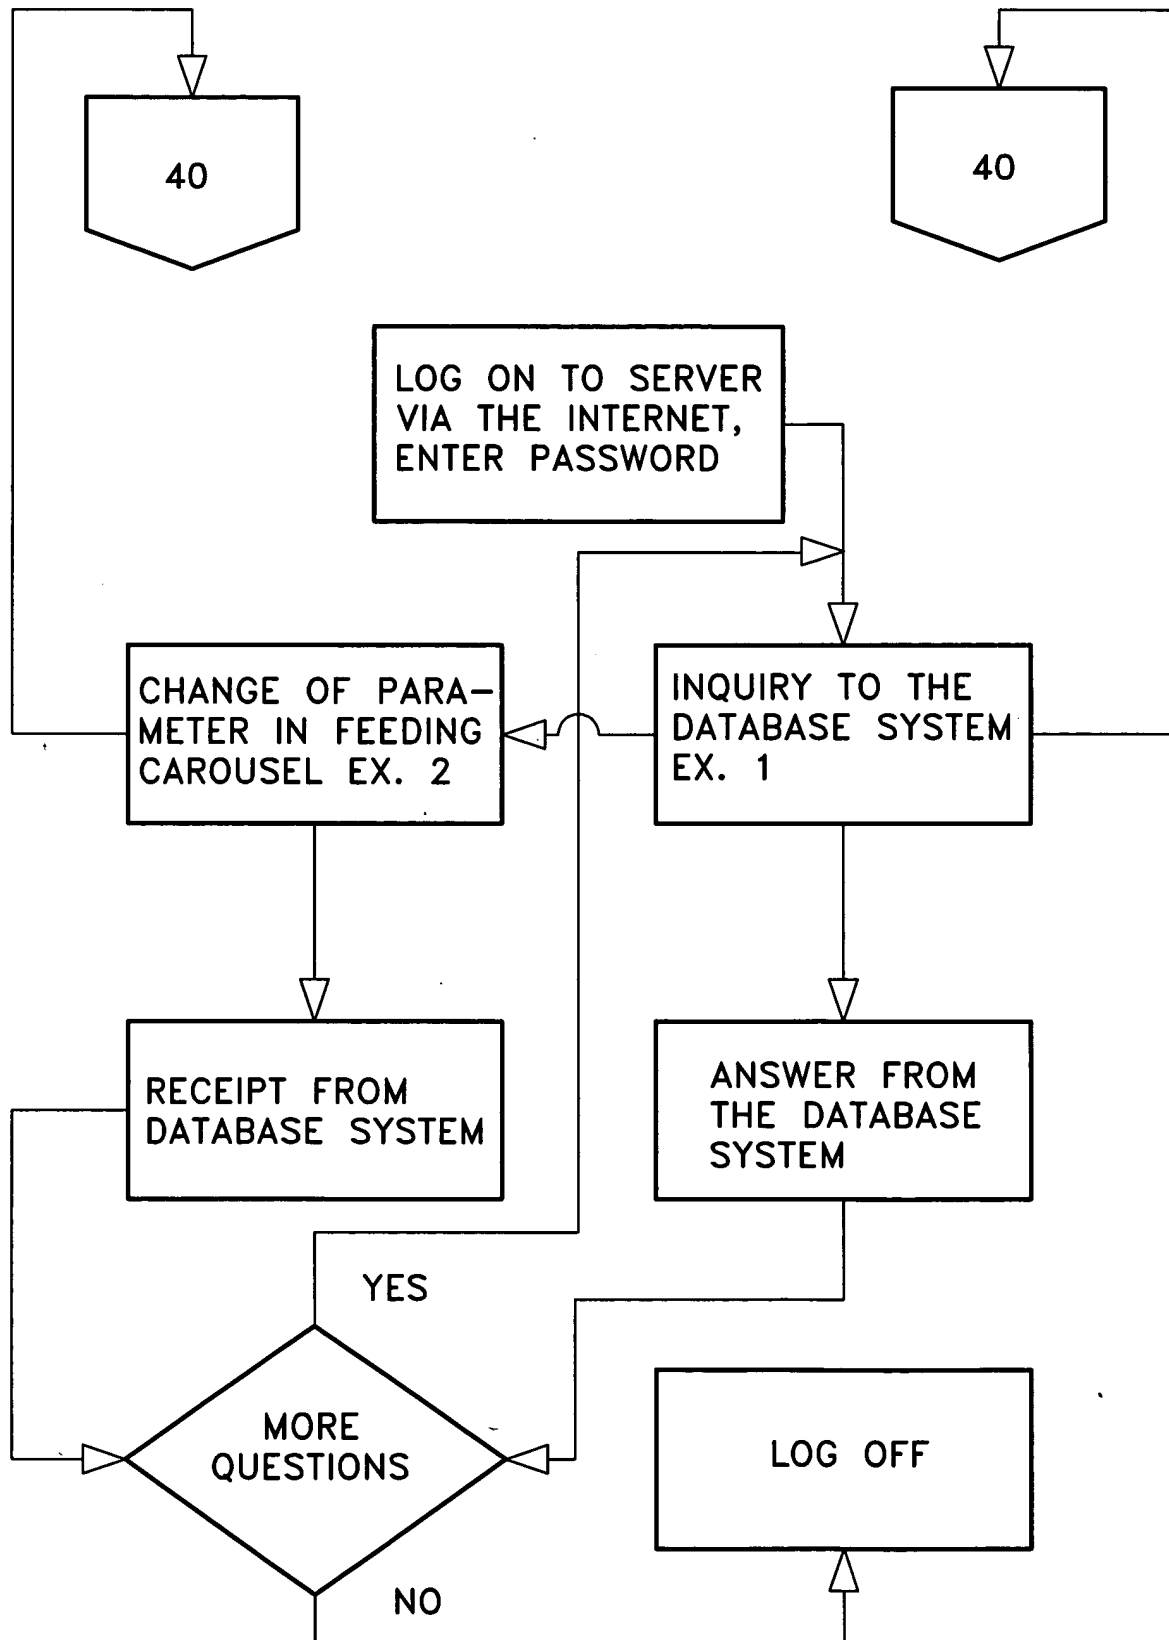 40
40
LOG ON TO SERVER
VIA THE INTERNET,
ENTER PASSWORD
CHANGE OF PARA-
METER IN FEEDING
CAROUSEL EX. 2
INQUIRY TO THE
DATABASE SYSTEM
EX. 1
RECEIPT FROM
DATABASE SYSTEM
ANSWER FROM
THE DATABASE
SYSTEM
YES
MORE
QUESTIONS
LOG OFF
NO